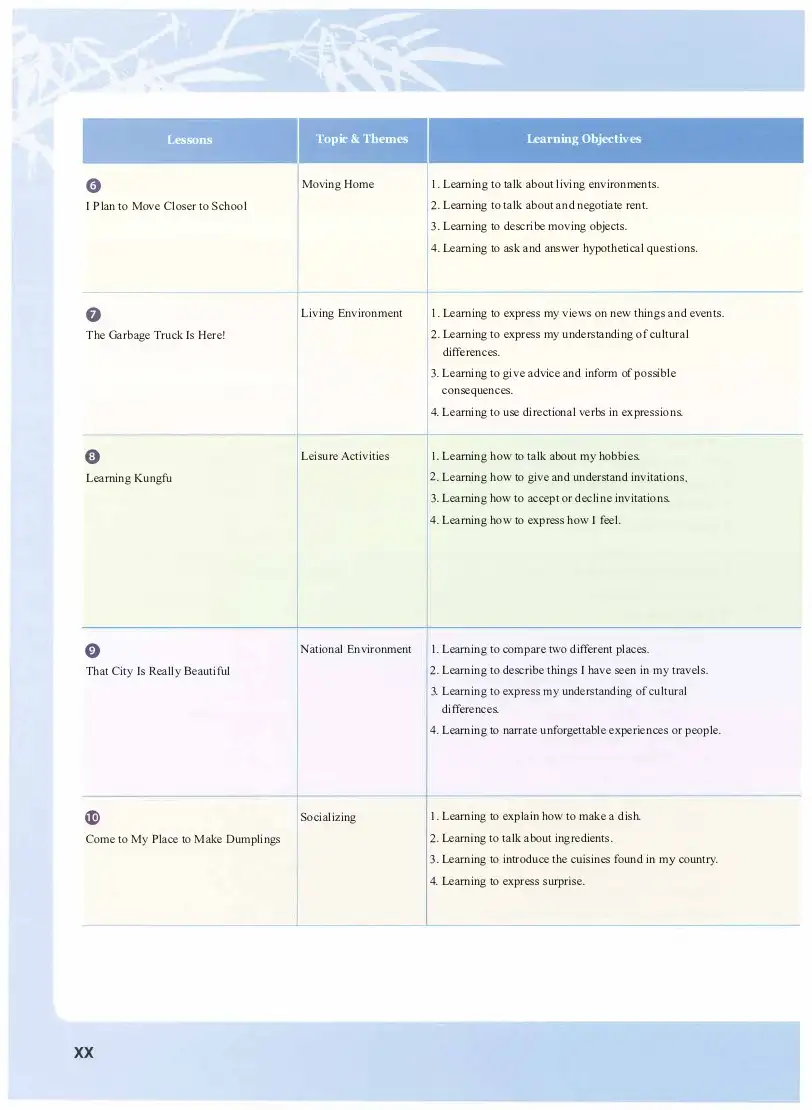 Lessons
Topic & Themes
Learning Objectives
6
I Plan to Move Closer to School
Moving Home
1. Learning to talk about living environments.
2. Learning to talk about and negotiate rent.
3. Learning to describe moving objects.
4. Learning to ask and answer hypothetical questions.
7
The Garbage Truck Is Here!
Living Environment
1. Learning to express my views on new things and events.
2. Learning to express my understanding of cultural
differences.
3. Learning to give advice and inform of possible
consequences.
4. Learning to use directional verbs in expressions.
8
Learning Kungfu
Leisure Activities
1. Learning how to talk about my hobbies.
2. Learning how to give and understand invitations,
3. Learning how to accept or decline invitations.
4. Learning how to express how I feel.
9
That City Is Really Beautiful
National Environment
1. Learning to compare two different places.
2. Learning to describe things I have seen in my travels.
3. Learning to express my understanding of cultural
differences.
4. Learning to narrate unforgettable experiences or people.
10
Come to My Place to Make Dumplings
Socializing
1. Learning to explain how to make a dish.
2. Learning to talk about ingredients.
3. Learning to introduce the cuisines found in my country.
4. Learning to express surprise.
XX